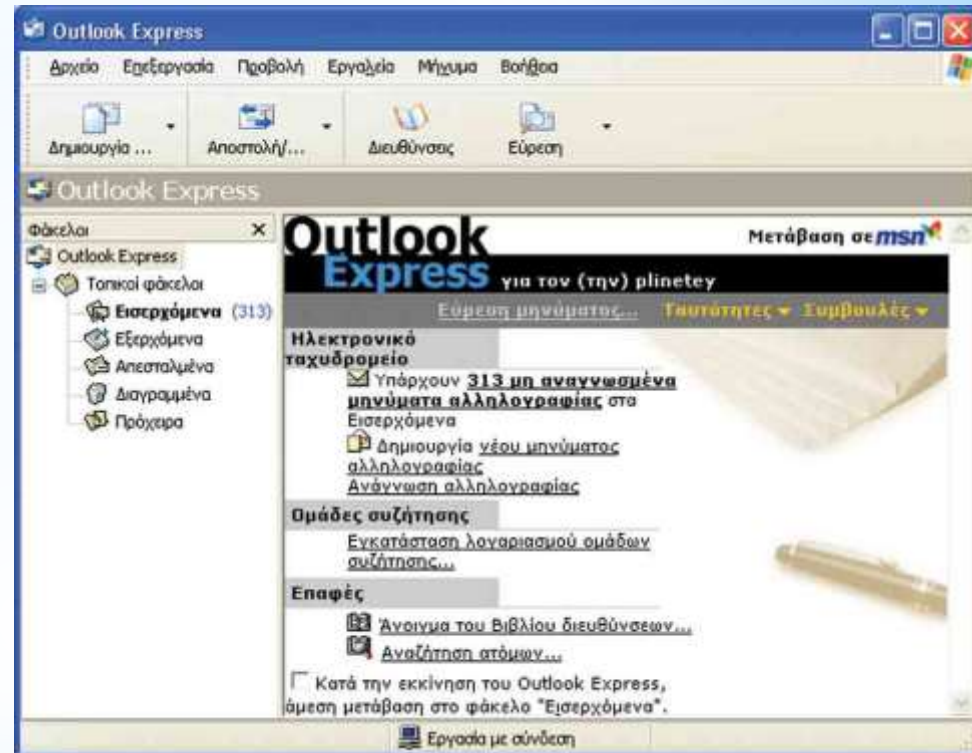 Outlook Express
Αρχείο Επεξεργασία Προβολή Εργαλεία Μήνυμα Βοήθεια
Δημιουργία ... Αποστολή/... Διευθύνσεις Εύρεση
Outlook Express
Φάκελοι
Outlook Express
Τοπικοί φάκελοι
Εισερχόμενα (313)
Εξερχόμενα
Απεσταλμένα
Διαγραμμένα
Πρόχειρα
Outlook
Express για τον (την) plinetey
Μετάβαση σε msn
Εύρεση μηνύματος... Ταυτότητες Συμβουλές
Ηλεκτρονικό
ταχυδρομείο
Υπάρχουν 313 μη αναγνωσμένα
μηνύματα αλληλογραφίας στα
Εισερχόμενα
Δημιουργία νέου μηνύματος
αλληλογραφίας
Ανάγνωση αλληλογραφίας
Ομάδες συζήτησης
Εγκατάσταση λογαριασμού ομάδων
συζήτησης...
Επαφές
Άνοιγμα του Βιβλίου διευθύνσεων...
Αναζήτηση ατόμων...
Κατά την εκκίνηση του Outlook Express,
άμεση μετάβαση στο φάκελο "Εισερχόμενα".
Εργασία με σύνδεση